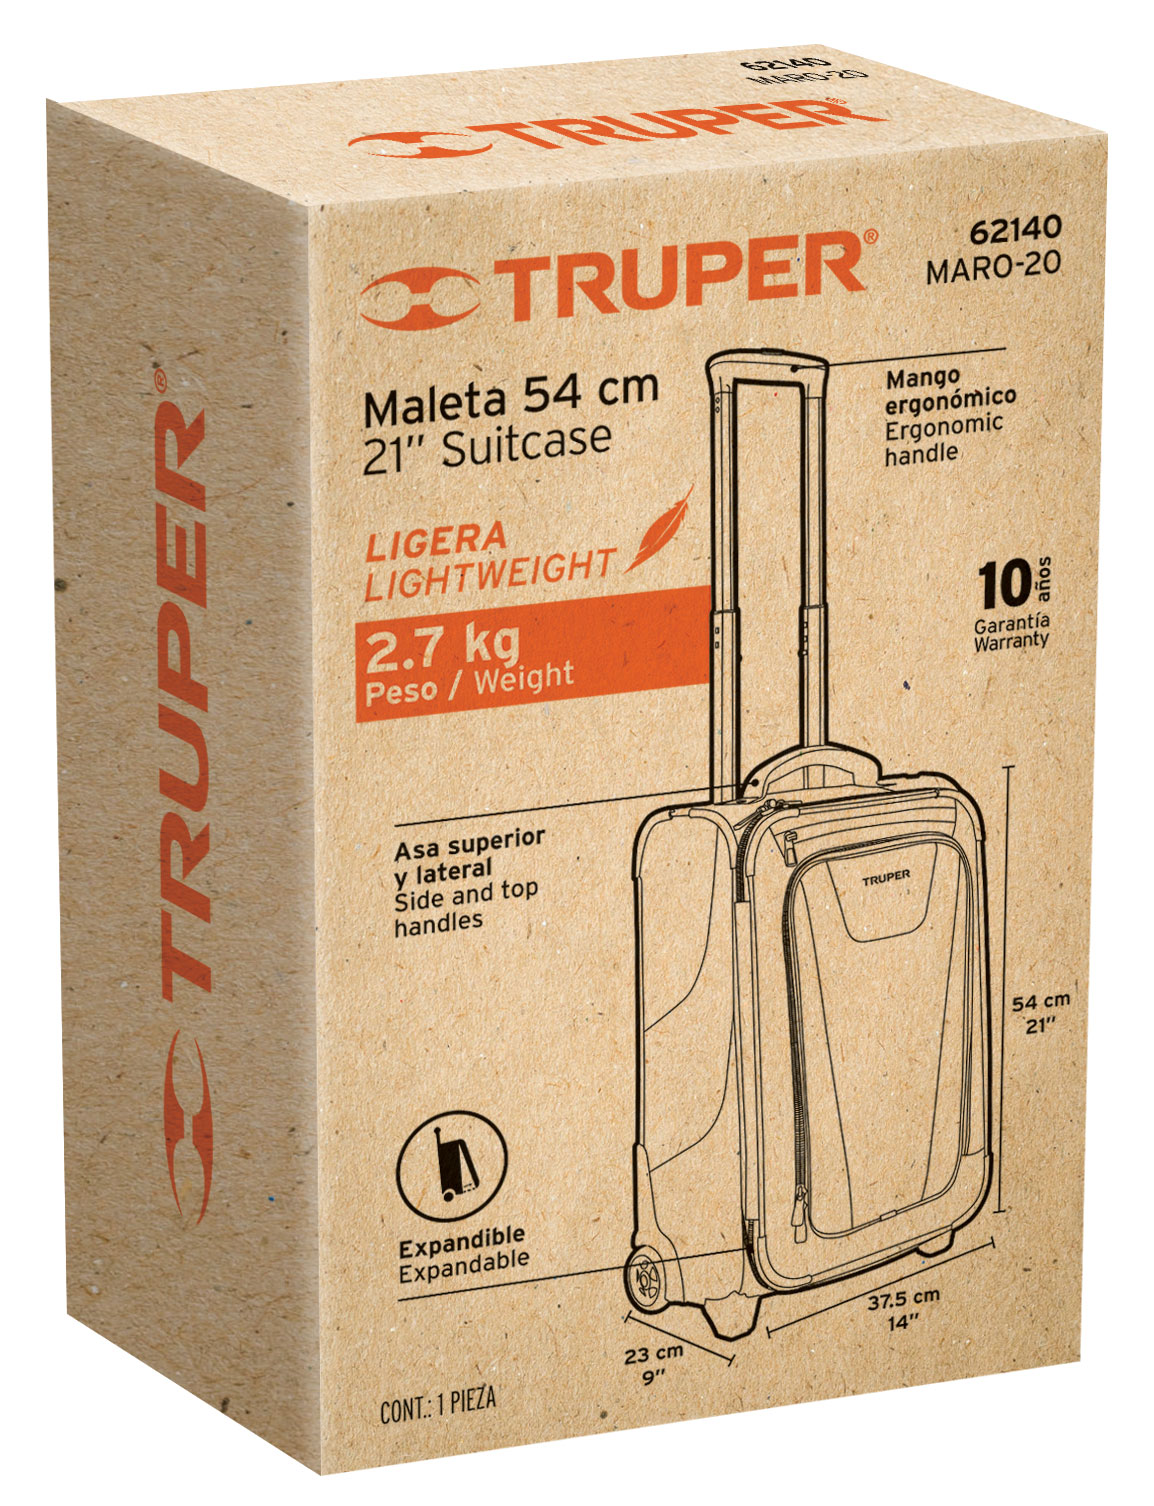 62140
MARO-20
TRUPER®
TRUPER®
62140
MARO-20
TRUPER®
Maleta 54 cm
21" Suitcase
Mango
ergonómico
Ergonomic
handle
LIGERA
LIGHTWEIGHT
2.7 kg
Peso / Weight
10 años
Garantía
Warranty
Asa superior
y lateral
Side and top
handles
TRUPER
54 cm
21"
Expandible
Expandable
37.5 cm
14"
23 cm
9"
CONT.: 1 PIEZA